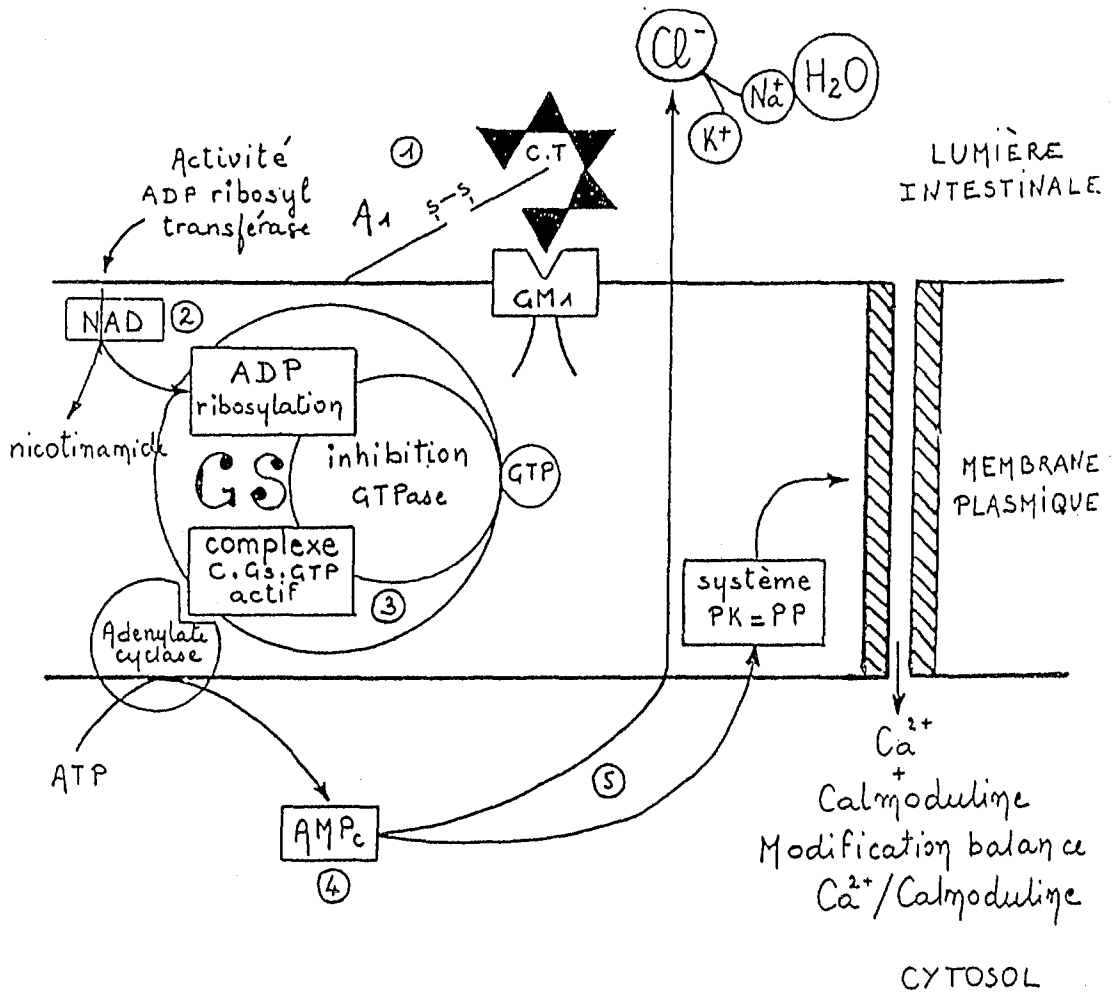 Cl⁻
Na⁺
H₂O
K⁺
①
C.T
S-S
A1
Activité
ADP ribosyl
transférase
LUMIÈRE
INTESTINALE
GM1
NAD
②
ADP
ribosylation
nicotinamide
GS
inhibition
GTPase
GTP
complexe
C.Gs.GTP
actif
③
Adenylate
cyclase
système
PK=PP
MEMBRANE
PLASMIQUE
ATP
AMPc
④
⑤
Ca²⁺
+
Calmoduline
Modification balance
Ca²⁺/Calmoduline
CYTOSOL